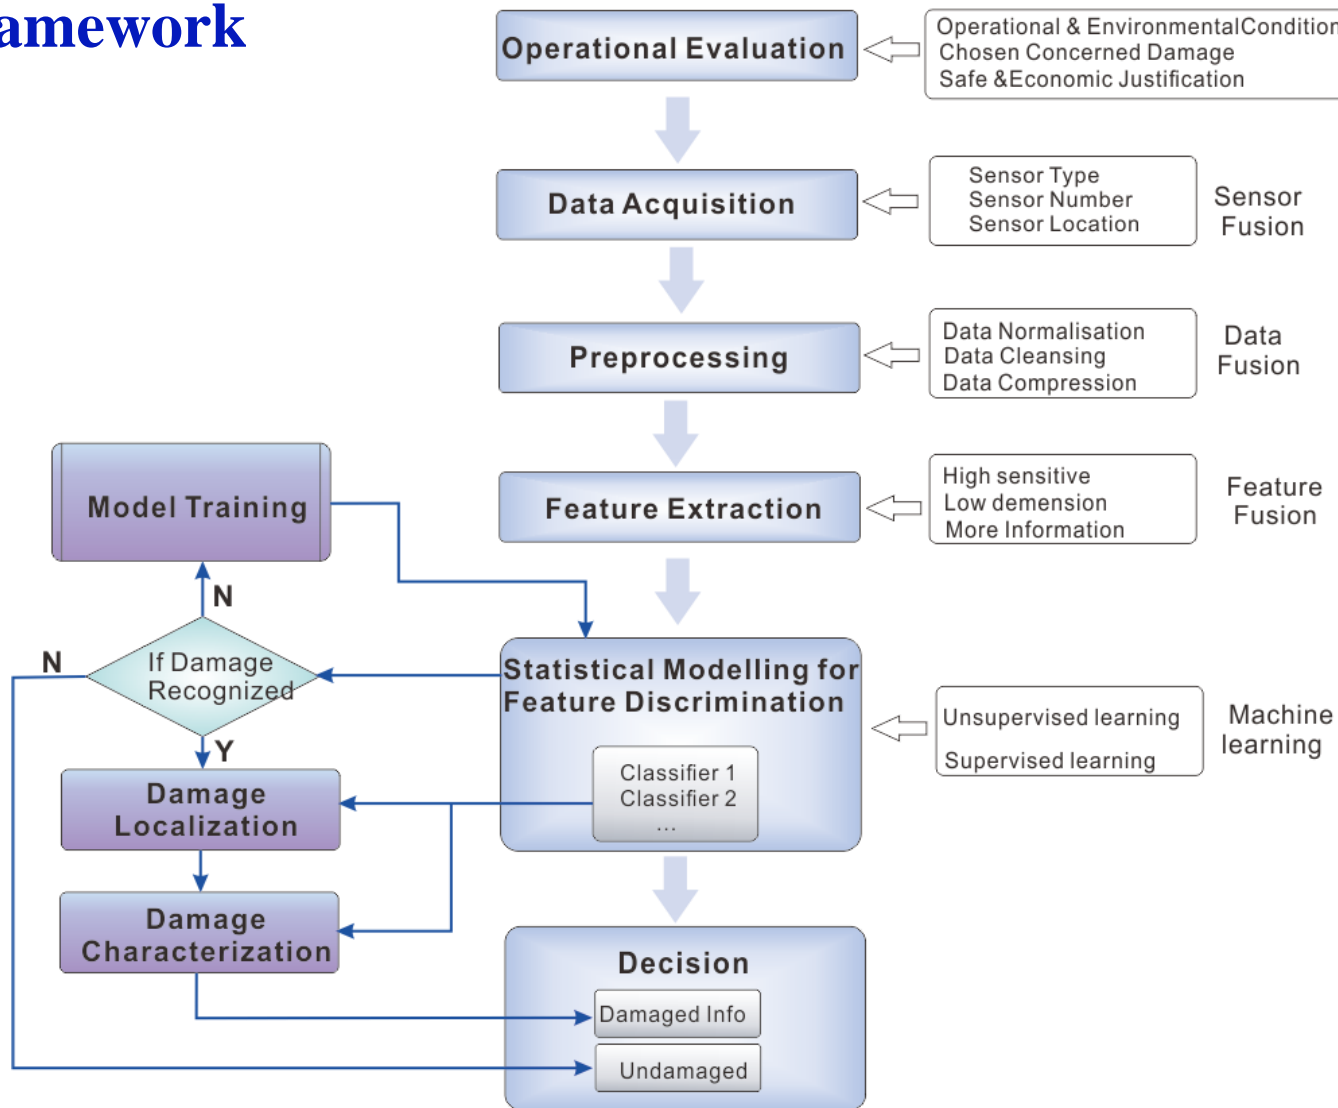 amework
Operational Evaluation
Operational & EnvironmentalCondition
Chosen Concerned Damage
Safe &Economic Justification
Data Acquisition
Sensor Type
Sensor Number
Sensor Location
Sensor
Fusion
Preprocessing
Data Normalisation
Data Cleansing
Data Compression
Data
Fusion
Model Training
Feature Extraction
High sensitive
Low demension
More Information
Feature
Fusion
N
N
If Damage
Recognized
Y
Statistical Modelling for
Feature Discrimination
Classifier 1
Classifier 2
...
Unsupervised learning
Supervised learning
Machine
learning
Damage
Localization
Damage
Characterization
Decision
Damaged Info
Undamaged